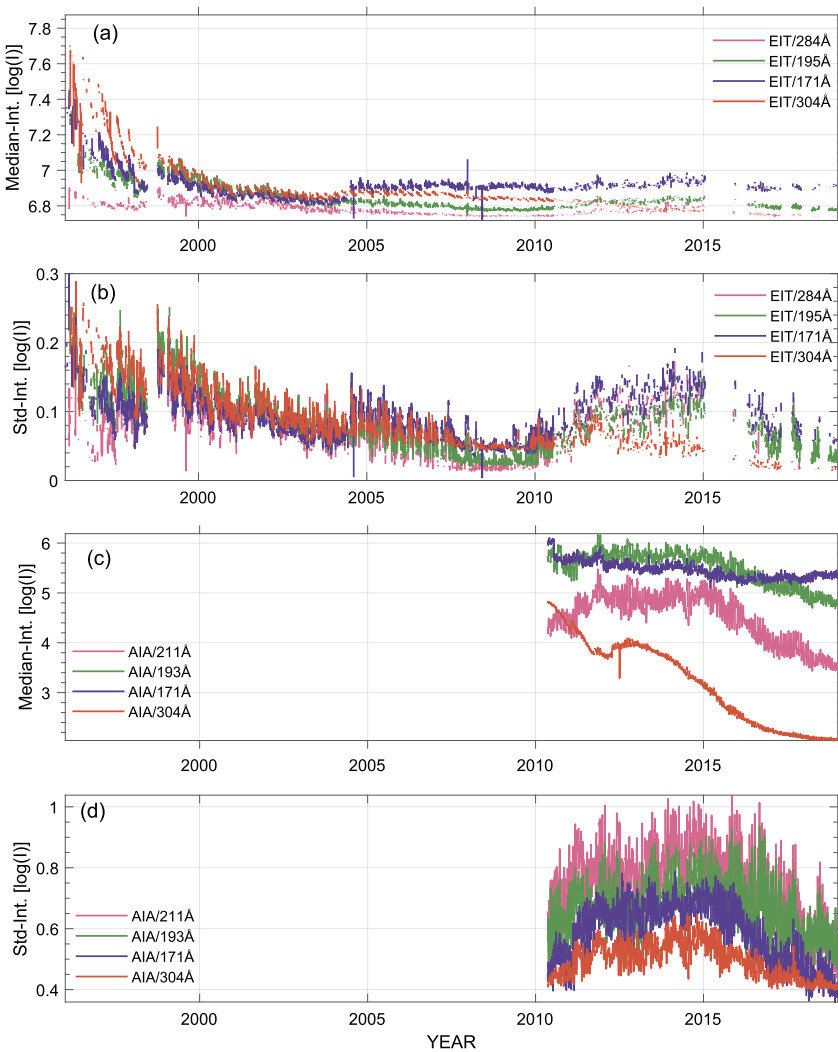 (a)
Median-Int. [log(I)]
7.8
7.6
7.4
7.2
7
6.8
EIT/284Å
EIT/195Å
EIT/171Å
EIT/304Å
2000 2005 2010 2015
(b)
Std-Int. [log(I)]
0.3
0.2
0.1
0
EIT/284Å
EIT/195Å
EIT/171Å
EIT/304Å
2000 2005 2010 2015
(c)
Median-Int. [log(I)]
6
5
4
3
AIA/211Å
AIA/193Å
AIA/171Å
AIA/304Å
2000 2005 2010 2015
(d)
Std-Int. [log(I)]
1
0.8
0.6
0.4
AIA/211Å
AIA/193Å
AIA/171Å
AIA/304Å
2000 2005 2010 2015
YEAR